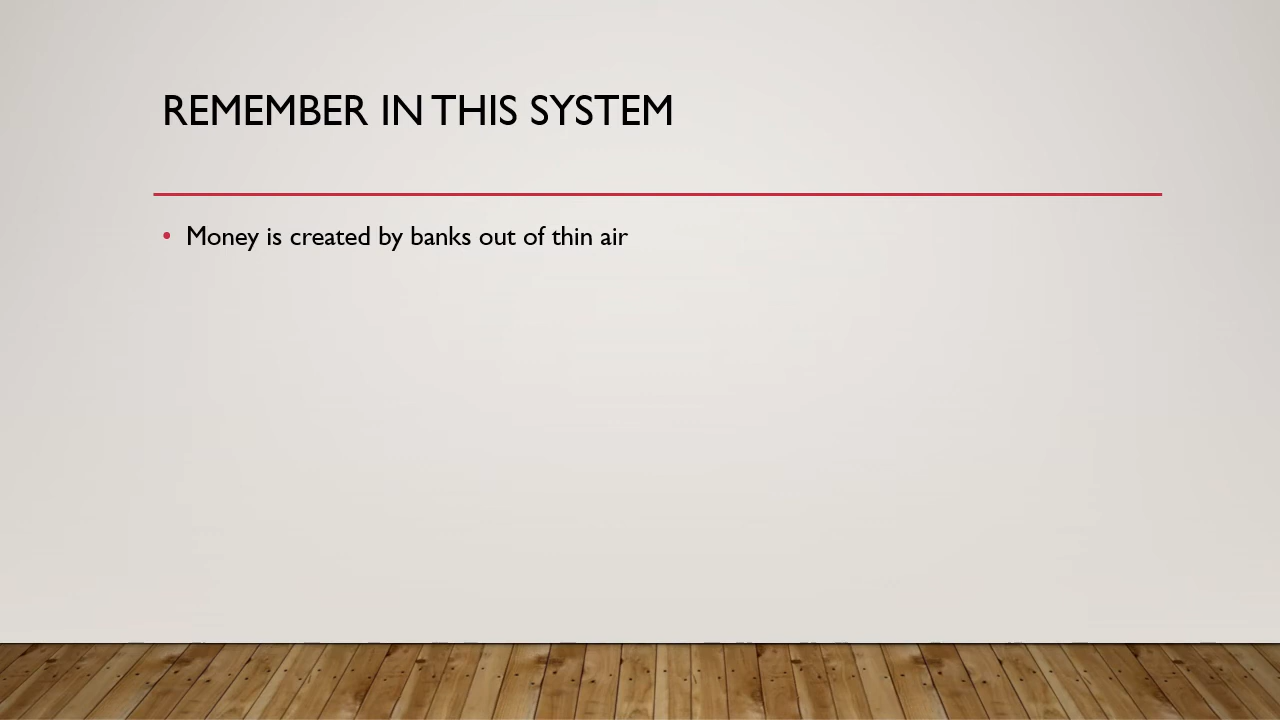 REMEMBER IN THIS SYSTEM
• Money is created by banks out of thin air